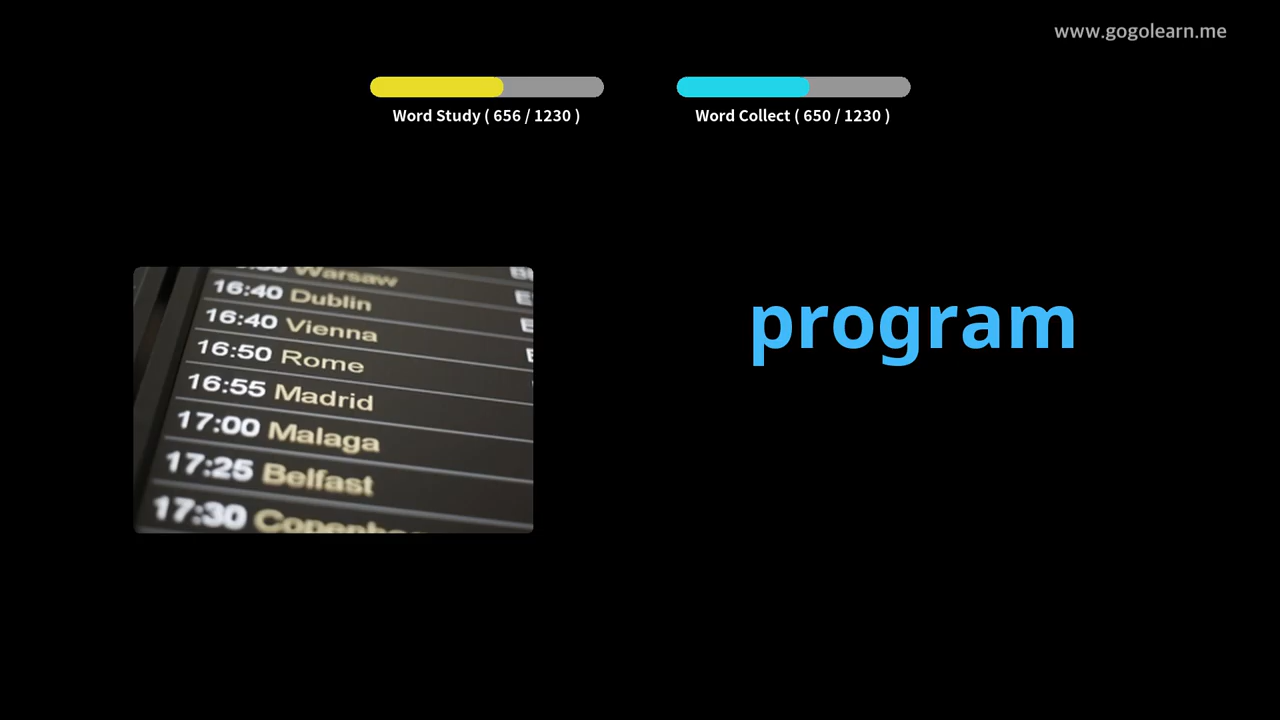 www.gogolearn.me
Word Study ( 656 / 1230 )
Word Collect ( 650 / 1230 )
Warsaw
16:40 Dublin
16:40 Vienna
16:50 Rome
16:55 Madrid
17:00 Malaga
17:25 Belfast
17:30
program